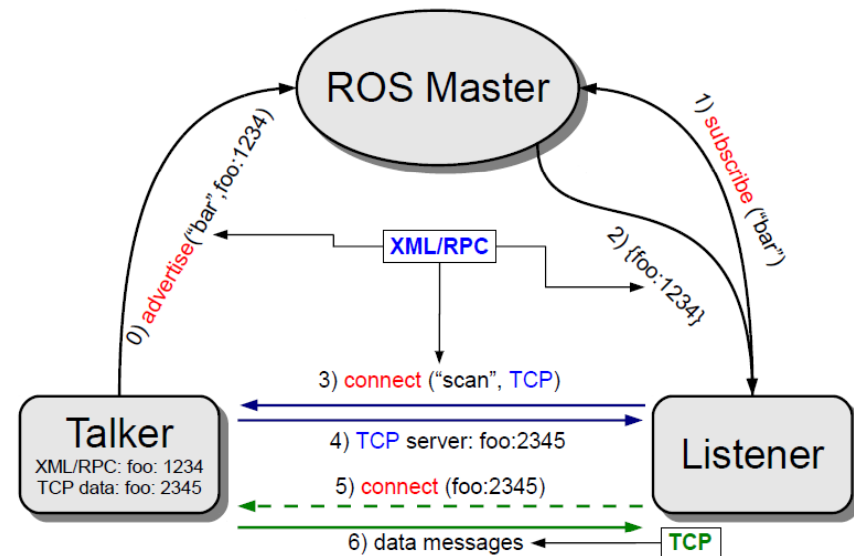 ROS Master
0) advertise(“bar”,foo:1234)
1) subscribe (“bar”)
2) {foo:1234}
XML/RPC
3) connect (“scan”, TCP)
4) TCP server: foo:2345
5) connect (foo:2345)
6) data messages
TCP
Talker
XML/RPC: foo: 1234
TCP data: foo: 2345
Listener